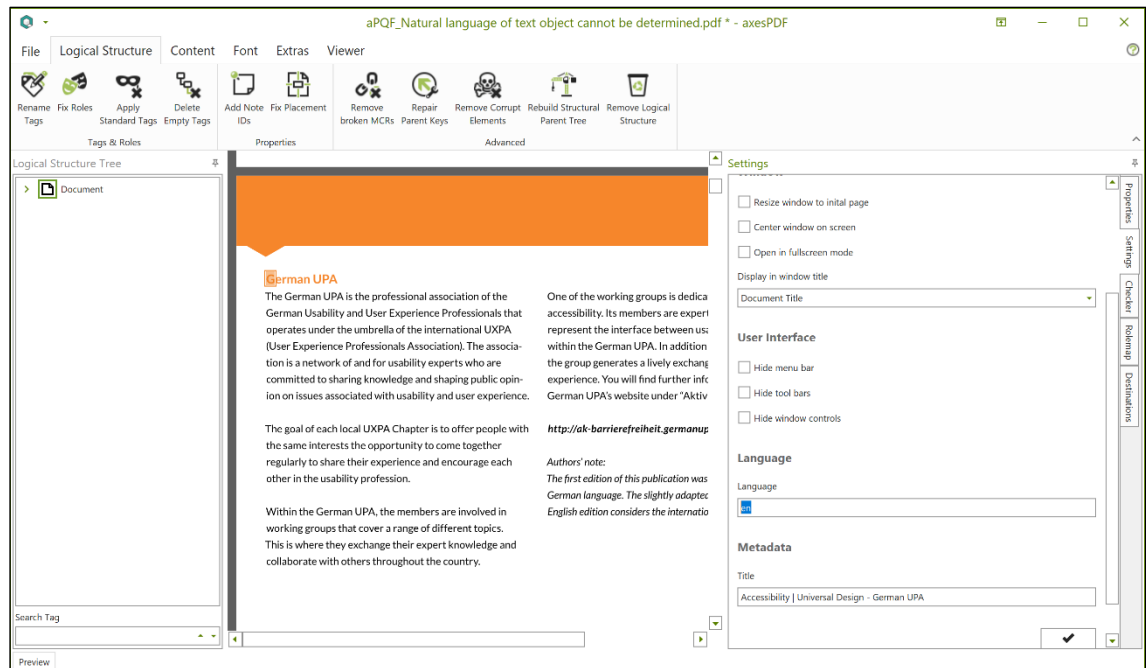 aPQF_Natural language of text object cannot be determined.pdf * - axesPDF
File Logical Structure Content Font Extras Viewer
Rename Tags
Fix Roles
Apply Standard Tags
Delete Empty Tags
Add Note IDs
Fix Placement
Remove broken MCRs
Repair Parent Keys
Remove Corrupt Elements
Rebuild Structural Parent Tree
Remove Logical Structure
Tags & Roles
Properties
Advanced
Logical Structure Tree
Document
Search Tag
Preview
German UPA
The German UPA is the professional association of the
German Usability and User Experience Professionals that
operates under the umbrella of the international UXPA
(User Experience Professionals Association). The associa-
tion is a network of and for usability experts who are
committed to sharing knowledge and shaping public opin-
ion on issues associated with usability and user experience.
The goal of each local UXPA Chapter is to offer people with
the same interests the opportunity to come together
regularly to share their experience and encourage each
other in the usability profession.
Within the German UPA, the members are involved in
working groups that cover a range of different topics.
This is where they exchange their expert knowledge and
collaborate with others throughout the country.
One of the working groups is dedica
accessibility. Its members are expert
represent the interface between usa
within the German UPA. In addition
the group generates a lively exchang
experience. You will find further info
German UPA's website under "Aktiv
http://ak-barrierefreiheit.germanup
Authors' note:
The first edition of this publication was
German language. The slightly adapted
English edition considers the internatio
Settings
Resize window to inital page
Center window on screen
Open in fullscreen mode
Display in window title
Document Title
User Interface
Hide menu bar
Hide tool bars
Hide window controls
Language
Language
en
Metadata
Title
Accessibility | Universal Design - German UPA
Properties
Settings
Checker
Rolemap
Destinations